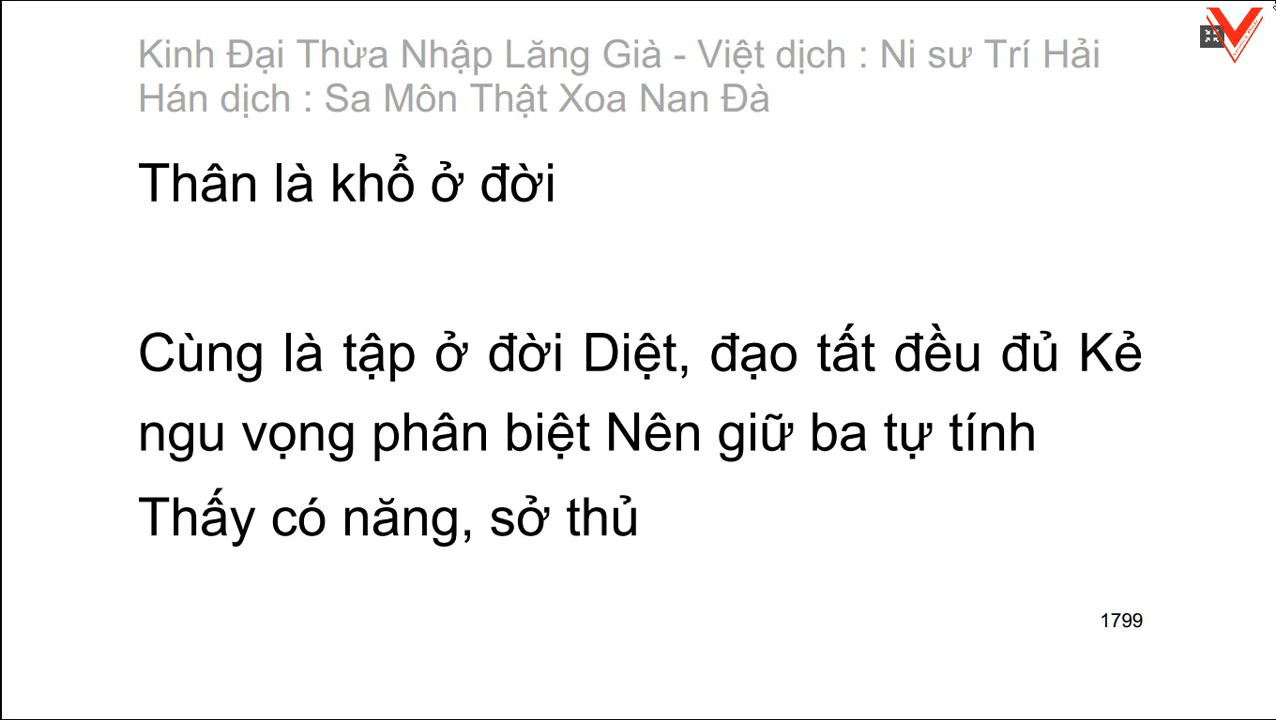 Kinh Đại Thừa Nhập Lăng Già - Việt dịch : Ni sư Trí Hải
Hán dịch : Sa Môn Thật Xoa Nan Đà
Thân là khổ ở đời
Cùng là tập ở đời Diệt, đạo tất đều đủ Kẻ
ngu vọng phân biệt Nên giữ ba tự tính
Thấy có năng, sở thủ
1799